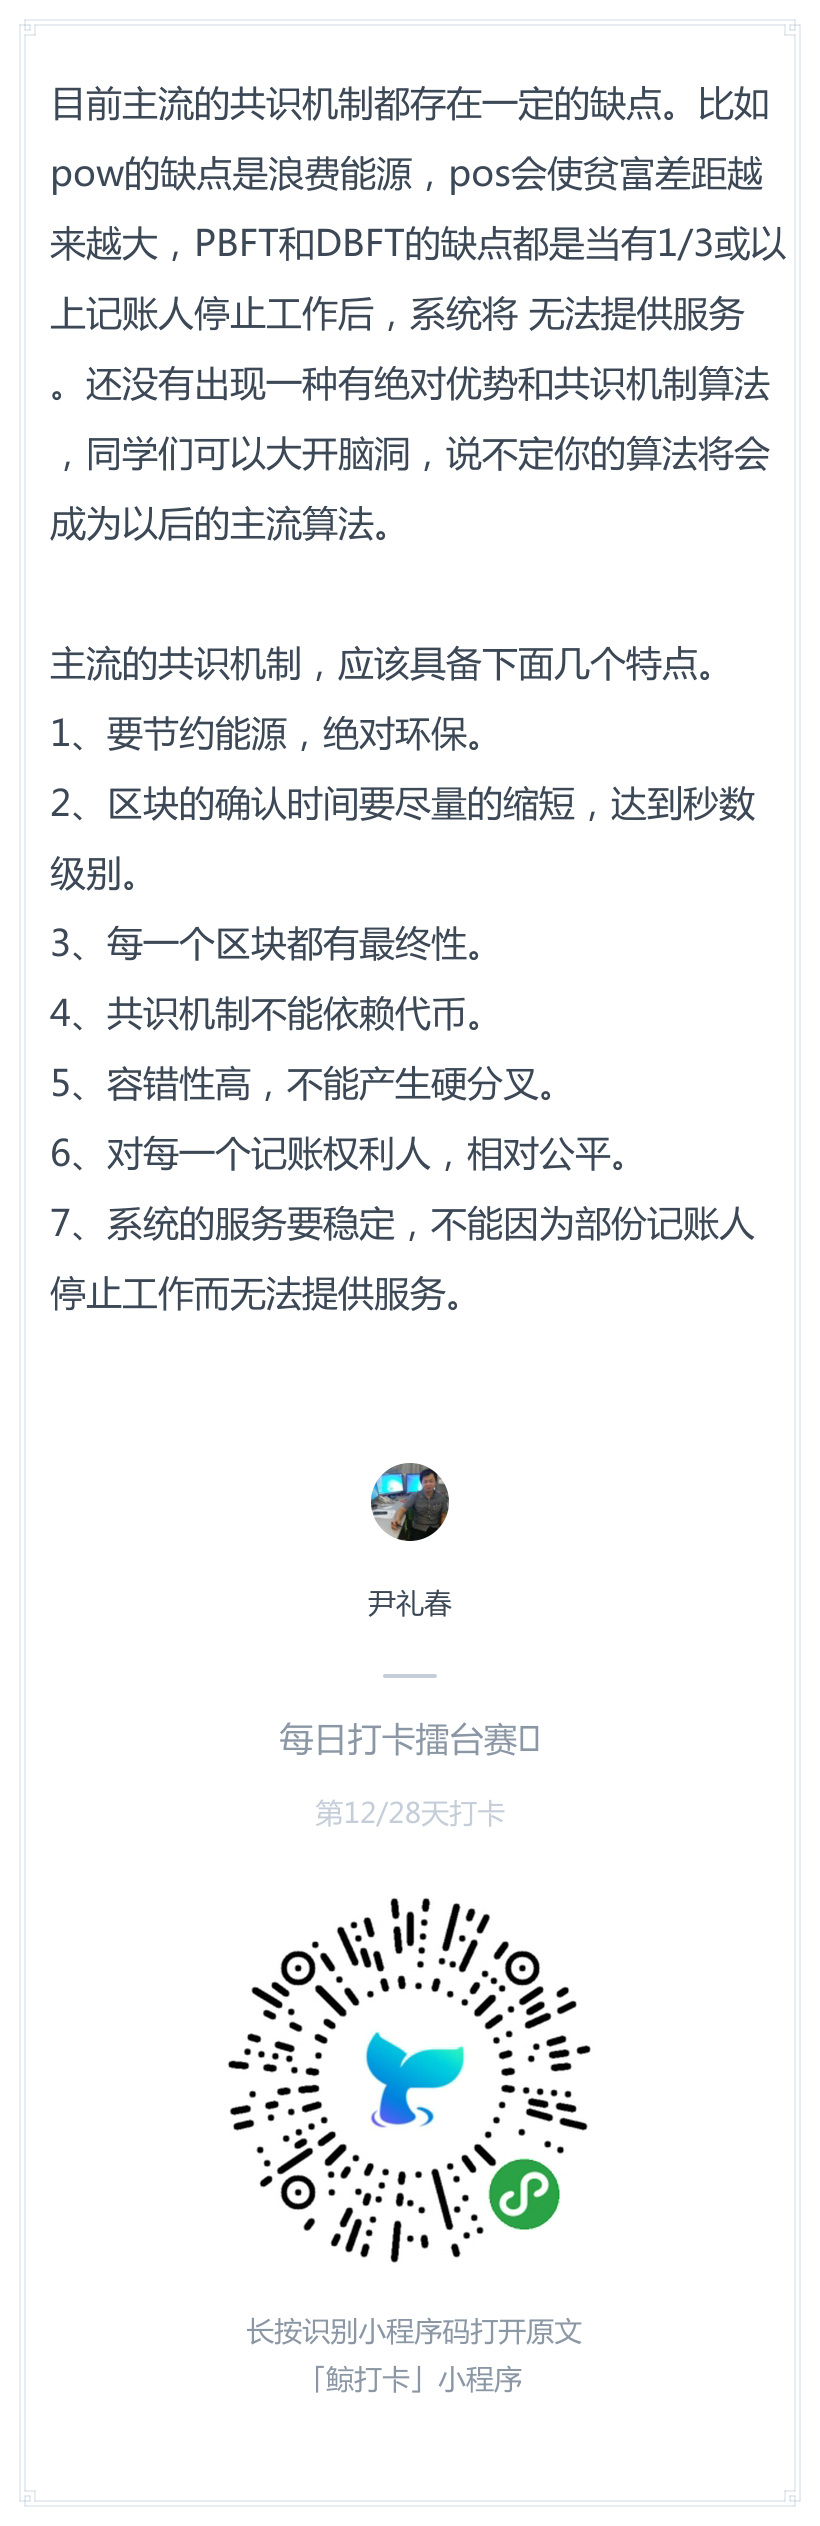 目前主流的共识机制都存在一定的缺点。比如
pow的缺点是浪费能源，pos会使贫富差距越
来越大，PBFT和DBFT的缺点都是当有1/3或以
上记账人停止工作后，系统将 无法提供服务
。还没有出现一种有绝对优势和共识机制算法
，同学们可以大开脑洞，说不定你的算法将会
成为以后的主流算法。
主流的共识机制，应该具备下面几个特点。
1、要节约能源，绝对环保。
2、区块的确认时间要尽量的缩短，达到秒数
级别。
3、每一个区块都有最终性。
4、共识机制不能依赖代币。
5、容错性高，不能产生硬分叉。
6、对每一个记账权利人，相对公平。
7、系统的服务要稳定，不能因为部份记账人
停止工作而无法提供服务。
尹礼春
每日打卡擂台赛
第12/28天打卡
长按识别小程序码打开原文
「鲸打卡」小程序